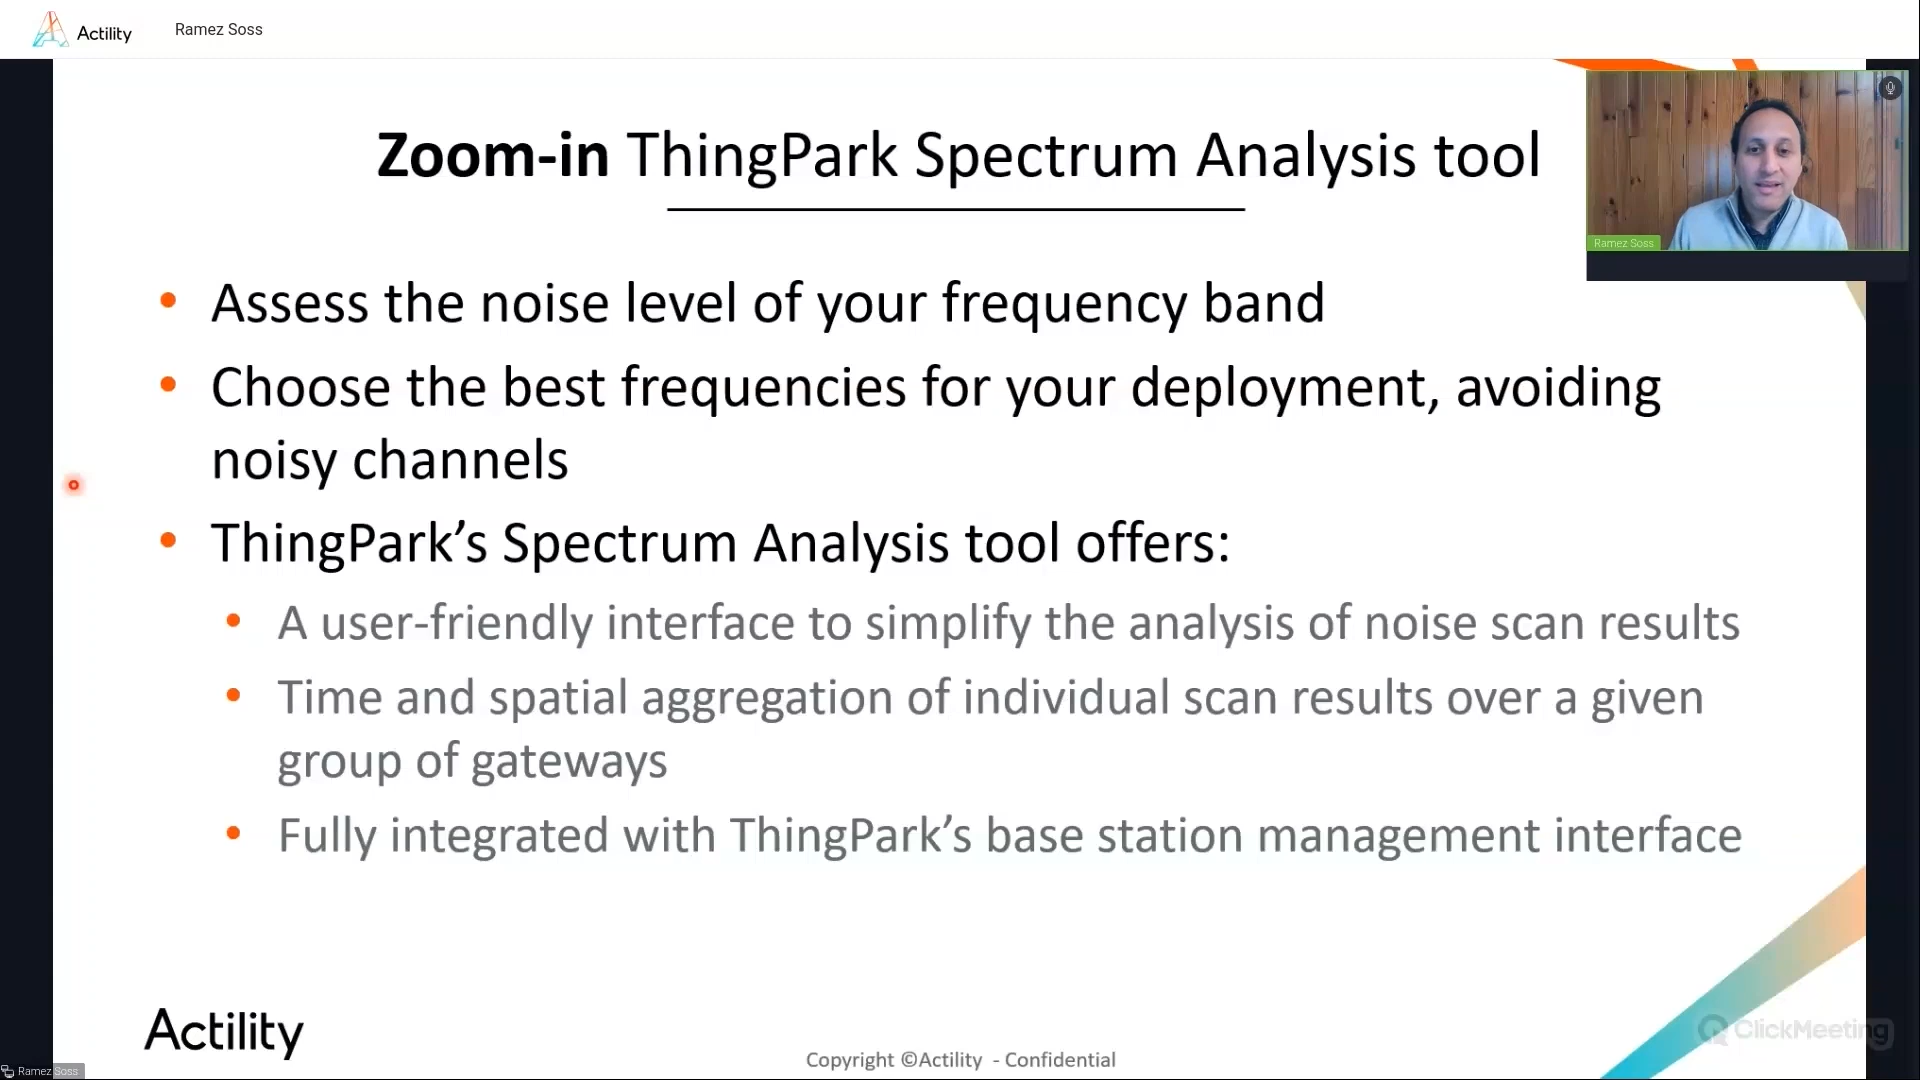 Actility
Ramez Soss
Zoom-in ThingPark Spectrum Analysis tool
Ramez Soss
• Assess the noise level of your frequency band
• Choose the best frequencies for your deployment, avoiding
noisy channels
• ThingPark’s Spectrum Analysis tool offers:
• A user-friendly interface to simplify the analysis of noise scan results
• Time and spatial aggregation of individual scan results over a given
group of gateways
• Fully integrated with ThingPark’s base station management interface
Actility
ClickMeeting
Copyright ©Actility - Confidential
Ramez Soss